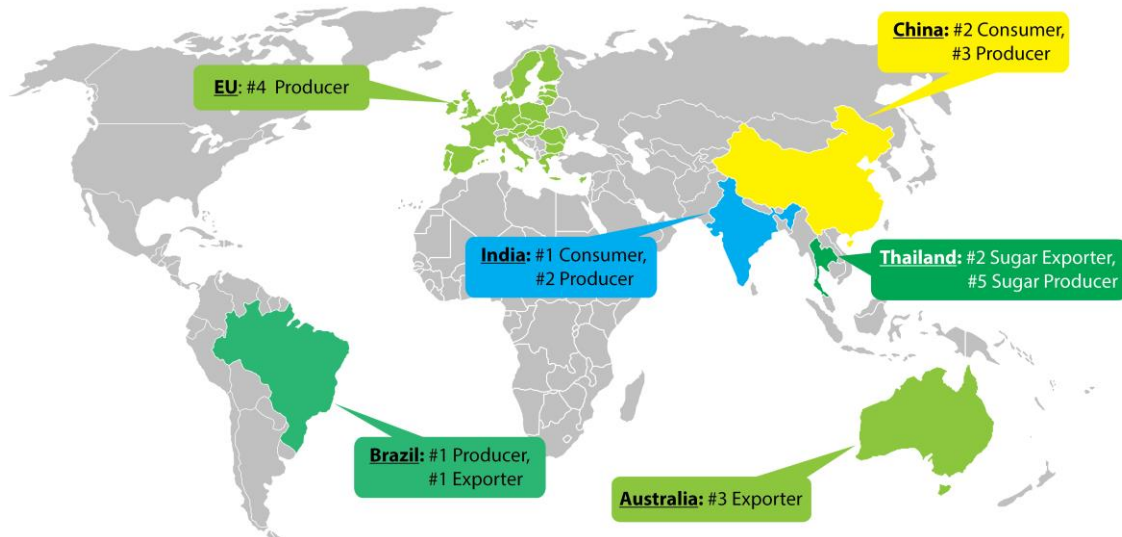 China: #2 Consumer,
#3 Producer
EU: #4 Producer
India: #1 Consumer,
#2 Producer
Thailand: #2 Sugar Exporter,
#5 Sugar Producer
Brazil: #1 Producer,
#1 Exporter
Australia: #3 Exporter